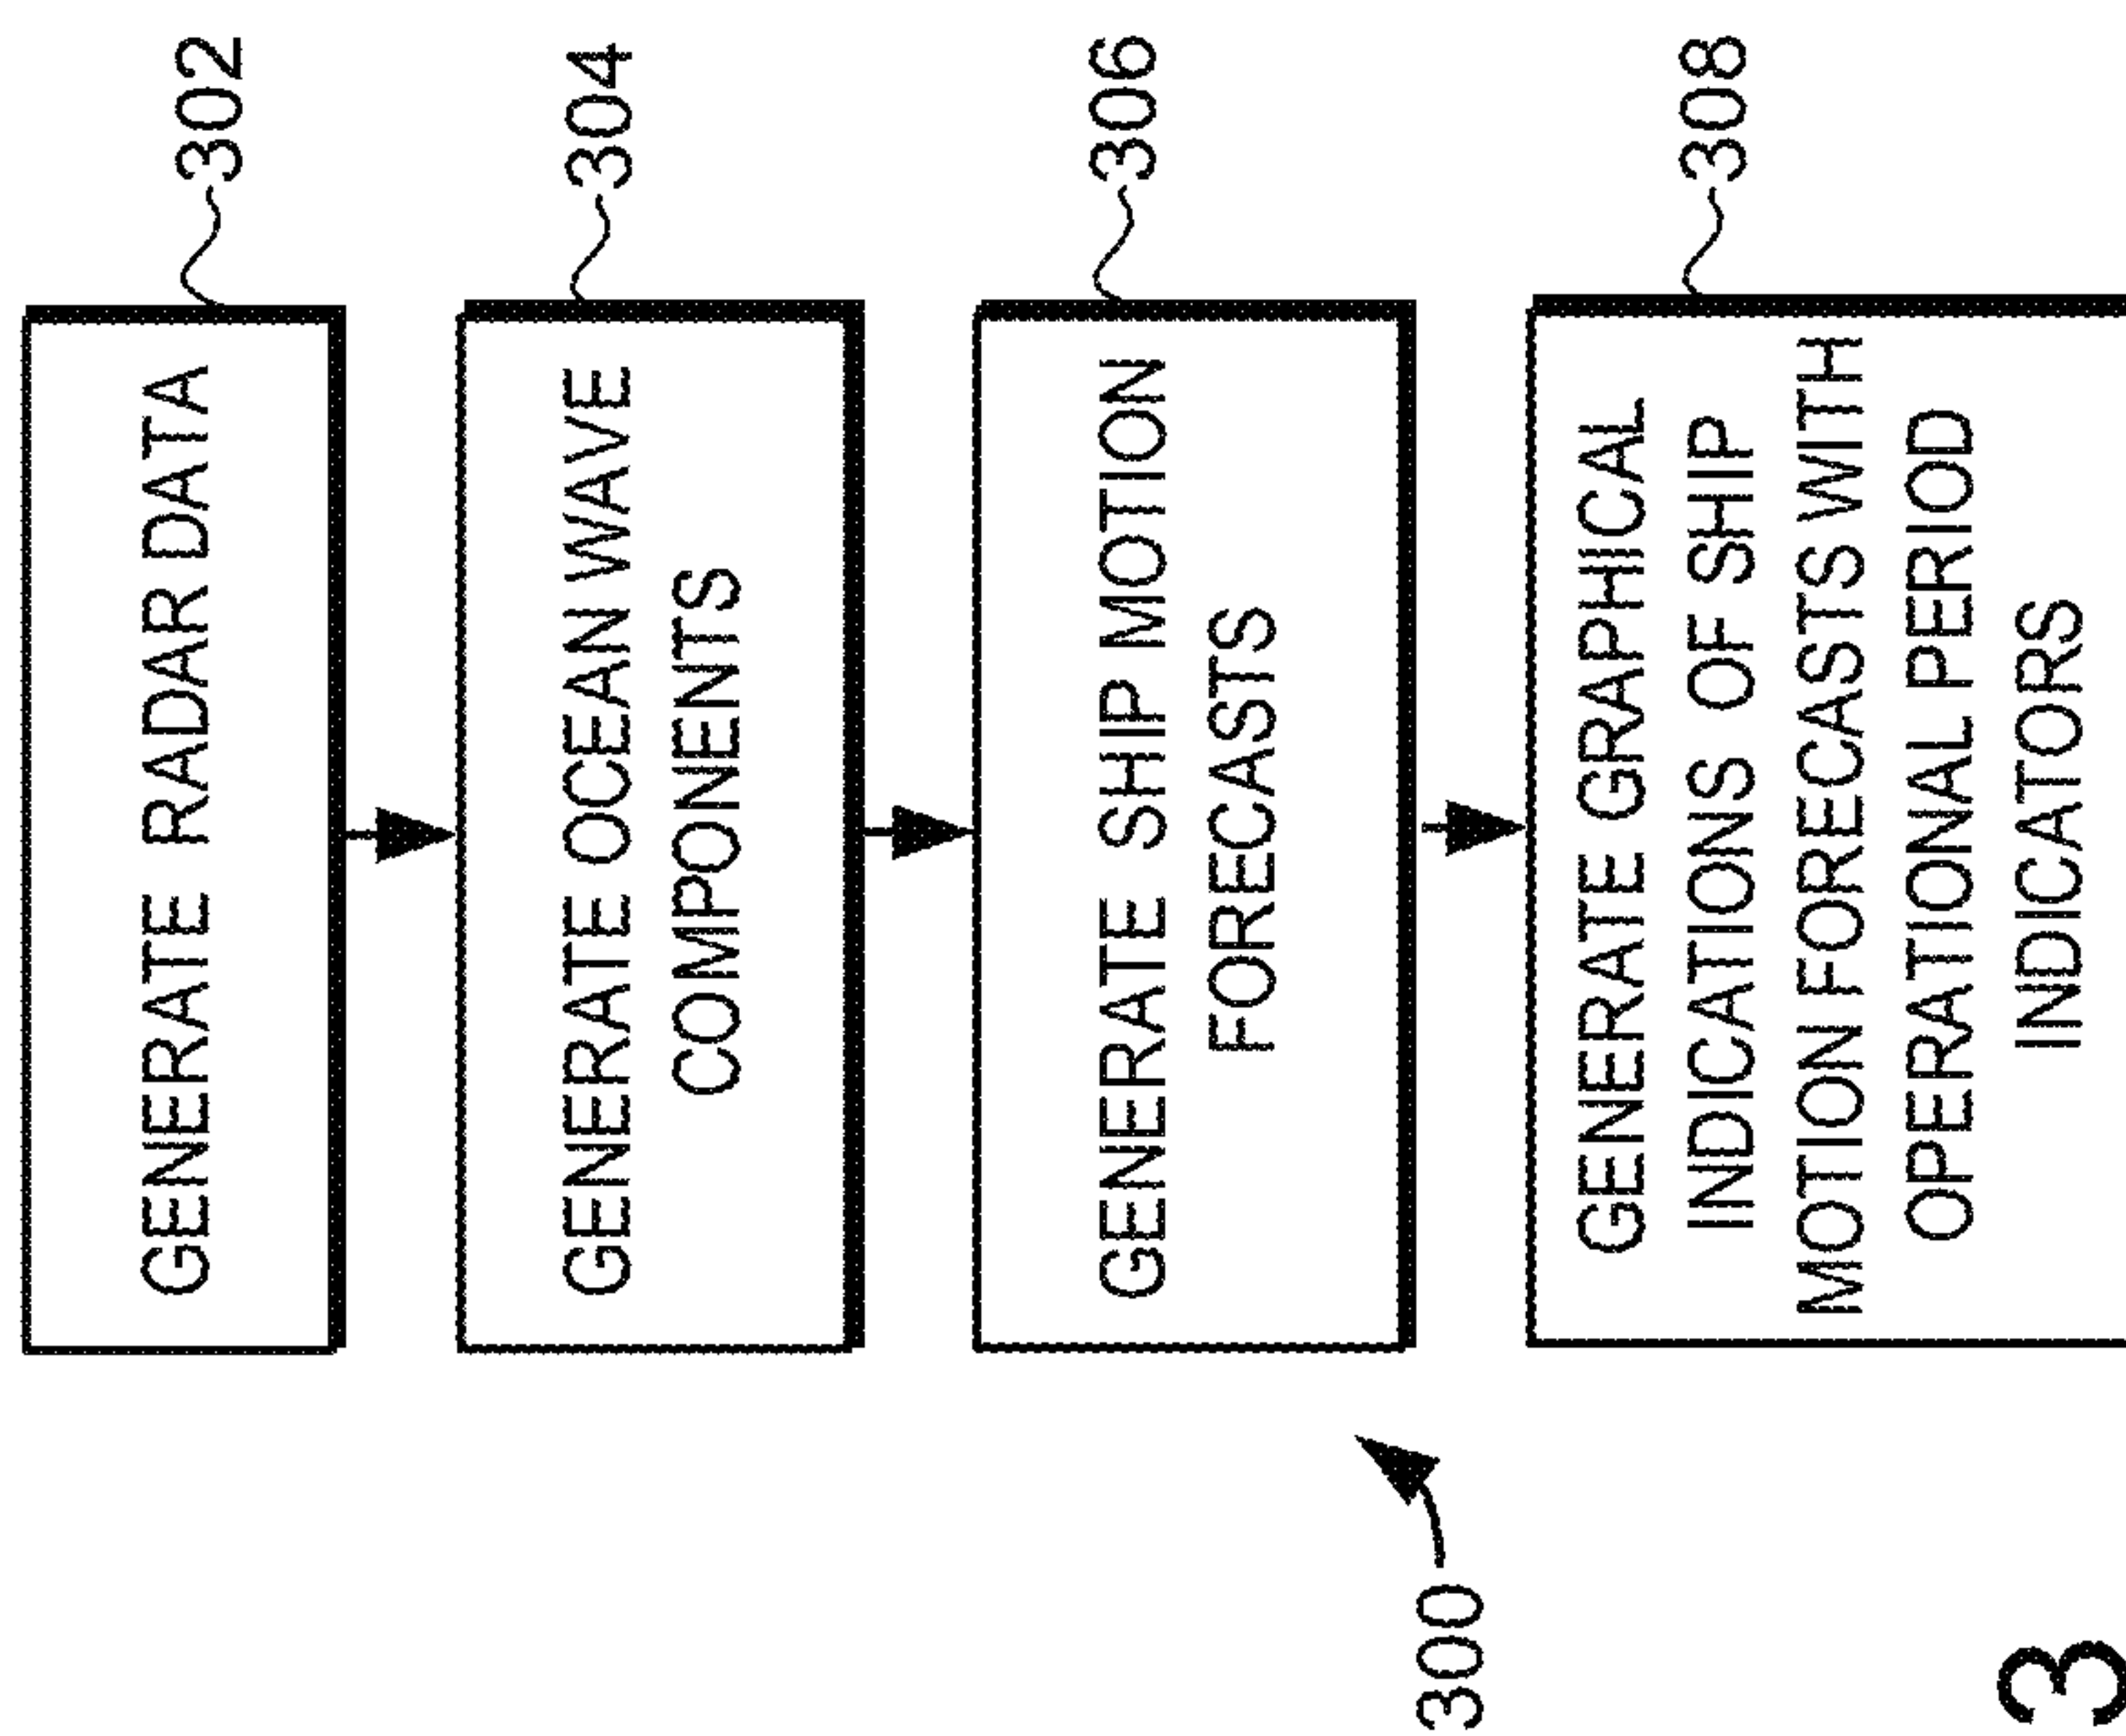 GENERATE RADAR DATA
302
GENERATE OCEAN WAVE
COMPONENTS
304
GENERATE SHIP MOTION
FORECASTS
306
GENERATE GRAPHICAL
INDICATIONS OF SHIP
MOTION FORECASTS WITH
OPERATIONAL PERIOD
INDICATORS
308
300
3